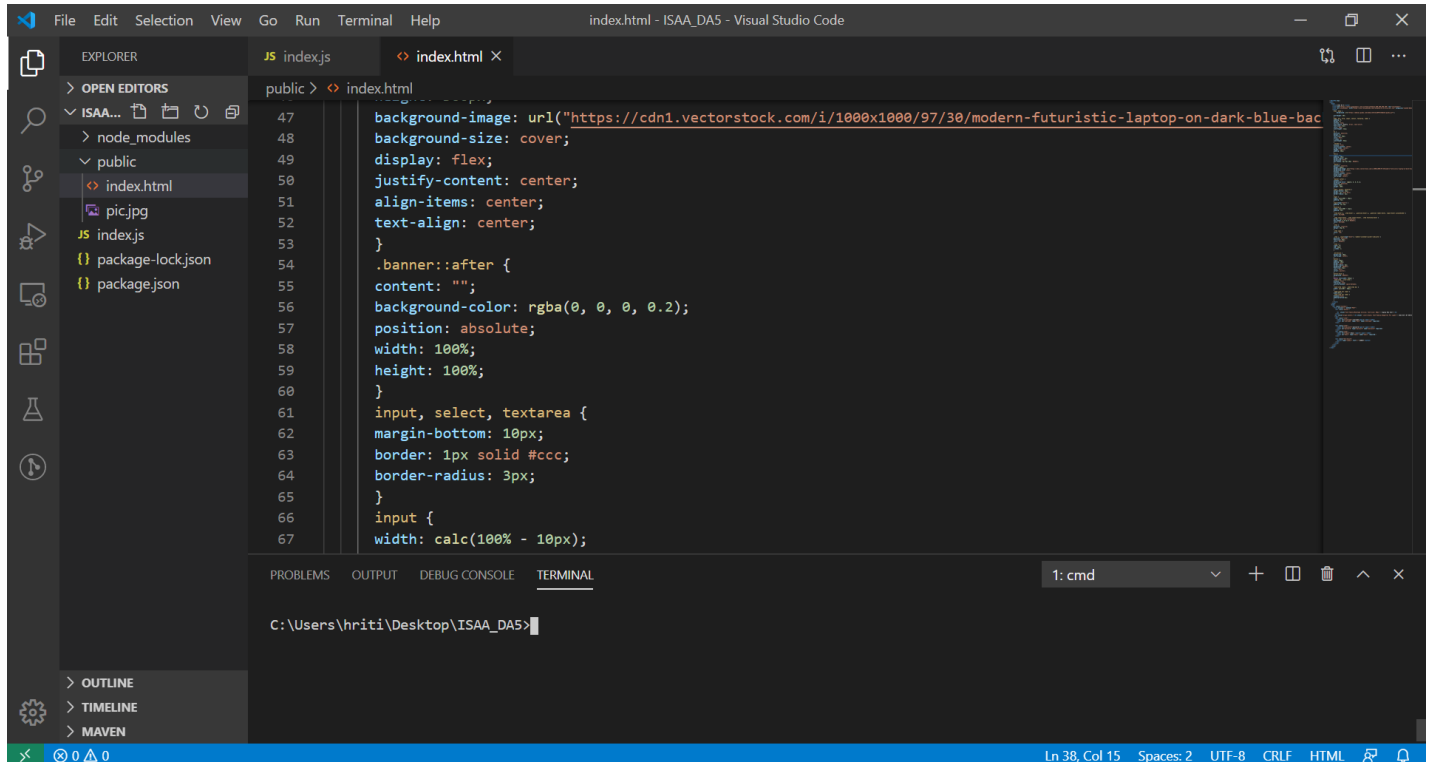 File Edit Selection View Go Run Terminal Help index.html - ISAA_DA5 - Visual Studio Code
EXPLORER
OPEN EDITORS
ISAA...
node_modules
public
index.html
pic.jpg
index.js
package-lock.json
package.json
OUTLINE
TIMELINE
MAVEN
JS index.js <> index.html
public > <> index.html
47 background-image: url("https://cdn1.vectorstock.com/i/1000x1000/97/30/modern-futuristic-laptop-on-dark-blue-bac
48 background-size: cover;
49 display: flex;
50 justify-content: center;
51 align-items: center;
52 text-align: center;
53 }
54 .banner::after {
55 content: "";
56 background-color: rgba(0, 0, 0, 0.2);
57 position: absolute;
58 width: 100%;
59 height: 100%;
60 }
61 input, select, textarea {
62 margin-bottom: 10px;
63 border: 1px solid #ccc;
64 border-radius: 3px;
65 }
66 input {
67 width: calc(100% - 10px);
PROBLEMS OUTPUT DEBUG CONSOLE TERMINAL 1: cmd
C:\Users\hriti\Desktop\ISAA_DA5>
0 0 Ln 38, Col 15 Spaces: 2 UTF-8 CRLF HTML